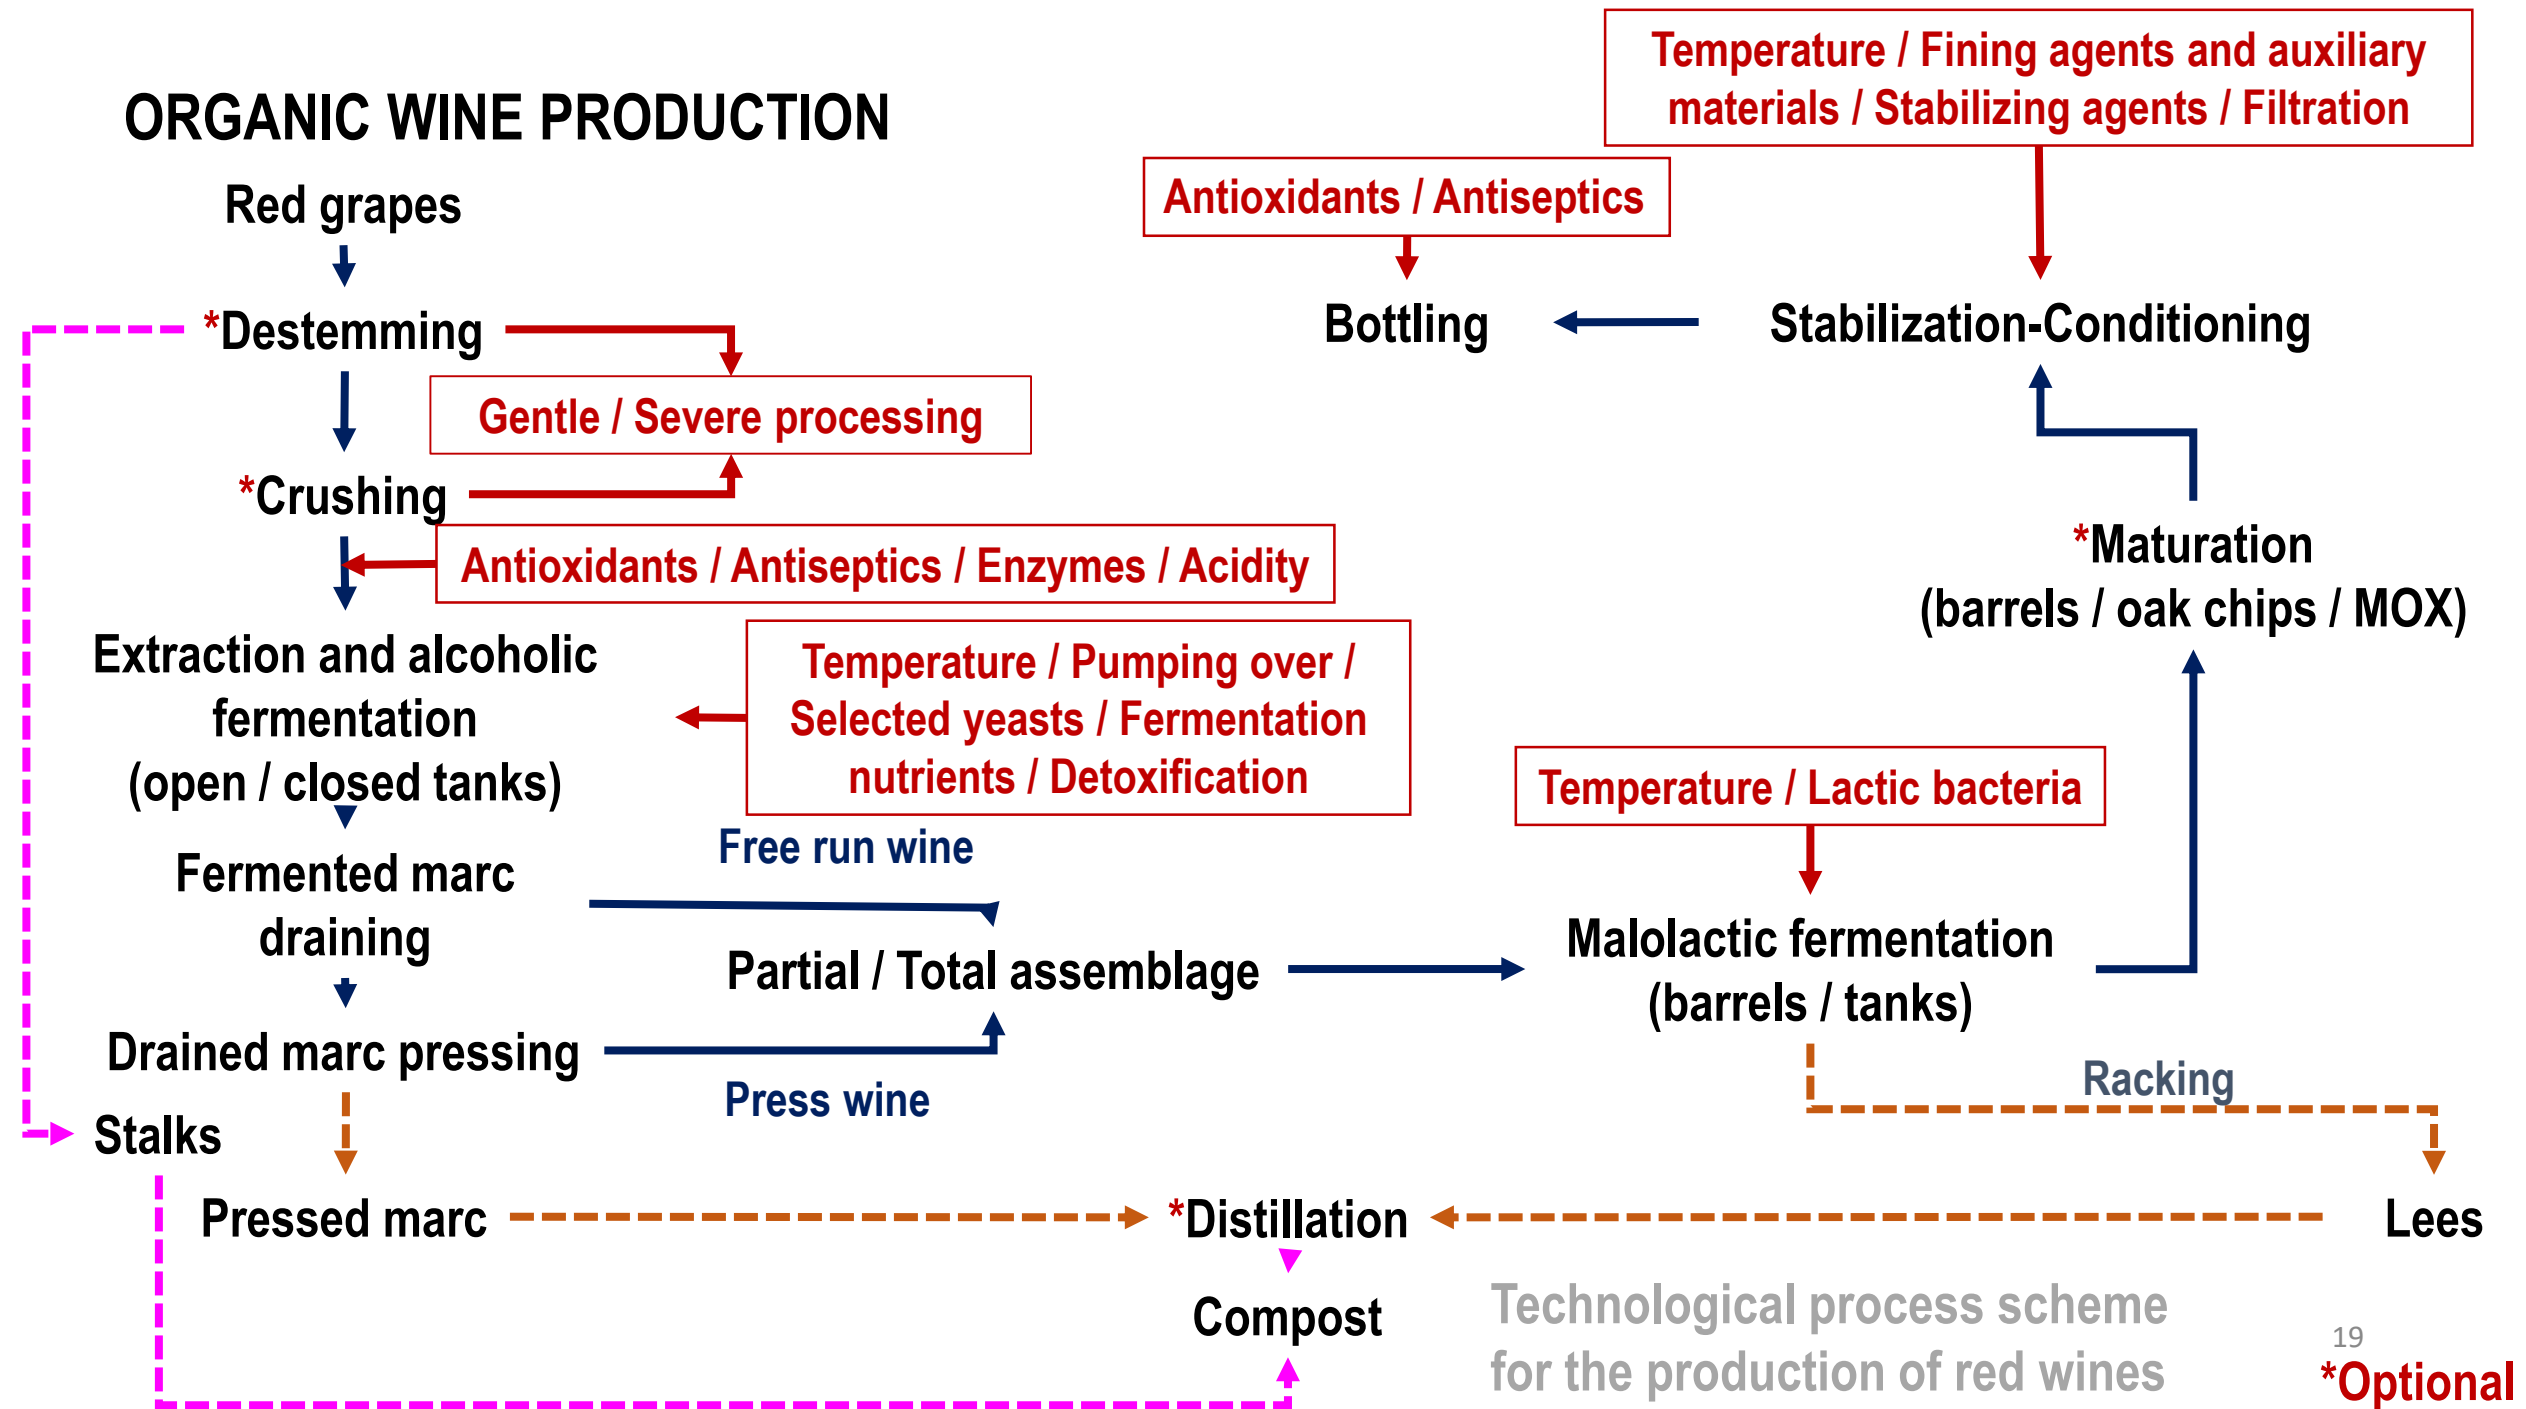 ORGANIC WINE PRODUCTION
Red grapes
*Destemming
Gentle / Severe processing
*Crushing
Antioxidants / Antiseptics / Enzymes / Acidity
Extraction and alcoholic
fermentation
(open / closed tanks)
Temperature / Pumping over /
Selected yeasts / Fermentation
nutrients / Detoxification
Fermented marc
draining
Free run wine
Drained marc pressing
Press wine
Partial / Total assemblage
Temperature / Lactic bacteria
Malolactic fermentation
(barrels / tanks)
Racking
*Maturation
(barrels / oak chips / MOX)
Temperature / Fining agents and auxiliary
materials / Stabilizing agents / Filtration
Stabilization-Conditioning
Antioxidants / Antiseptics
Bottling
Stalks
Pressed marc
*Distillation
Lees
Compost
Technological process scheme
for the production of red wines
19
*Optional